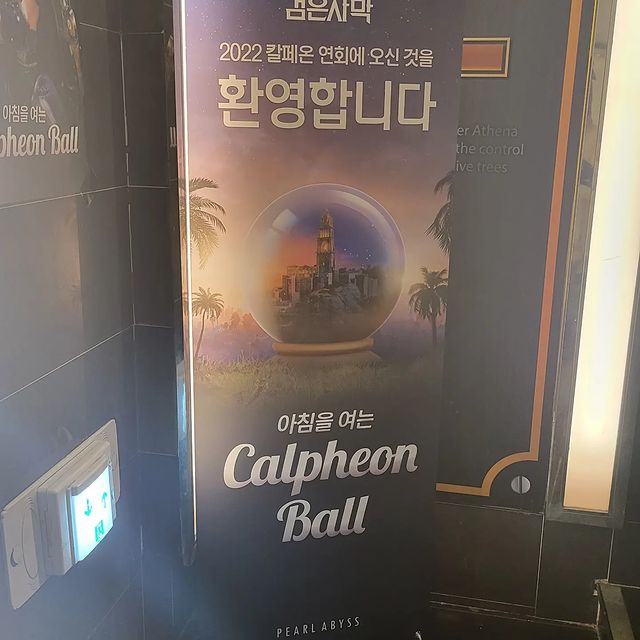 검은사막
2022 칼페온 연회에 오신 것을
환영합니다
아침을 여는
Calpheon
Ball
PEARL ABYSS
아침을 여는
pheon Ball
er Athena
the control
ive trees